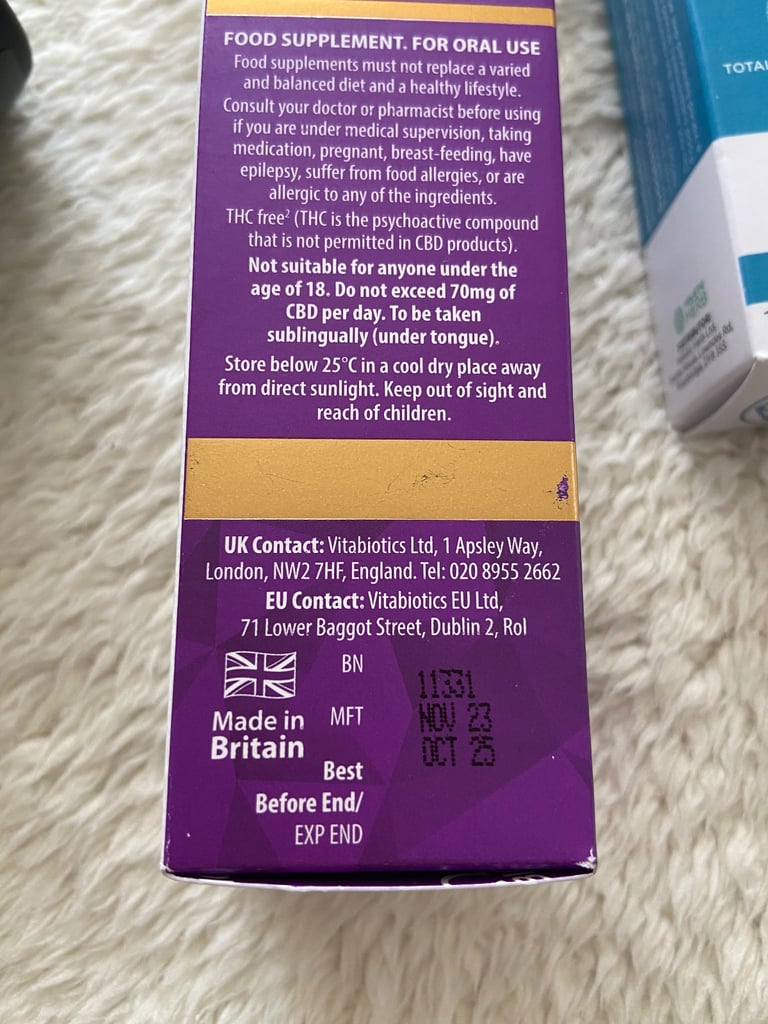 FOOD SUPPLEMENT. FOR ORAL USE
Food supplements must not replace a varied
and balanced diet and a healthy lifestyle.
Consult your doctor or pharmacist before using
if you are under medical supervision, taking
medication, pregnant, breast-feeding, have
epilepsy, suffer from food allergies, or are
allergic to any of the ingredients.
THC free² (THC is the psychoactive compound
that is not permitted in CBD products).
Not suitable for anyone under the
age of 18. Do not exceed 70mg of
CBD per day. To be taken
sublingually (under tongue).
Store below 25°C in a cool dry place away
from direct sunlight. Keep out of sight and
reach of children.
UK Contact: Vitabiotics Ltd, 1 Apsley Way,
London, NW2 7HF, England. Tel: 020 8955 2662
EU Contact: Vitabiotics EU Ltd,
71 Lower Baggot Street, Dublin 2, RoI
Made in
Britain
BN
MFT
Best
Before End/
EXP END
11331
NOV 23
OCT 25
TOTAL